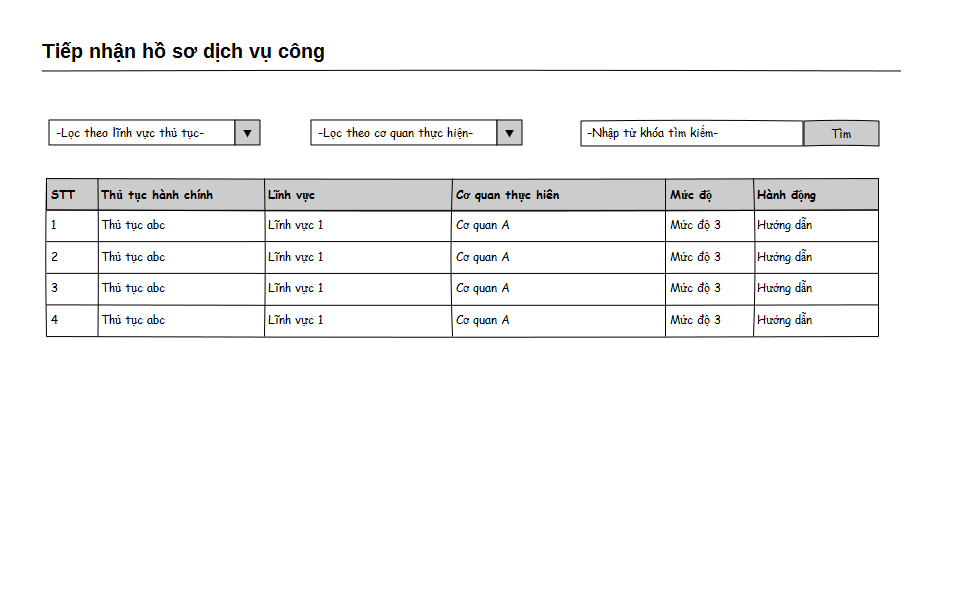 Tiếp nhận hồ sơ dịch vụ công
-Lọc theo lĩnh vực thủ tục- ▼ -Lọc theo cơ quan thực hiện- ▼ -Nhập từ khóa tìm kiếm- Tìm
STT Thủ tục hành chính Lĩnh vực Cơ quan thực hiên Mức độ Hành động
1 Thủ tục abc Lĩnh vực 1 Cơ quan A Mức độ 3 Hướng dẫn
2 Thủ tục abc Lĩnh vực 1 Cơ quan A Mức độ 3 Hướng dẫn
3 Thủ tục abc Lĩnh vực 1 Cơ quan A Mức độ 3 Hướng dẫn
4 Thủ tục abc Lĩnh vực 1 Cơ quan A Mức độ 3 Hướng dẫn